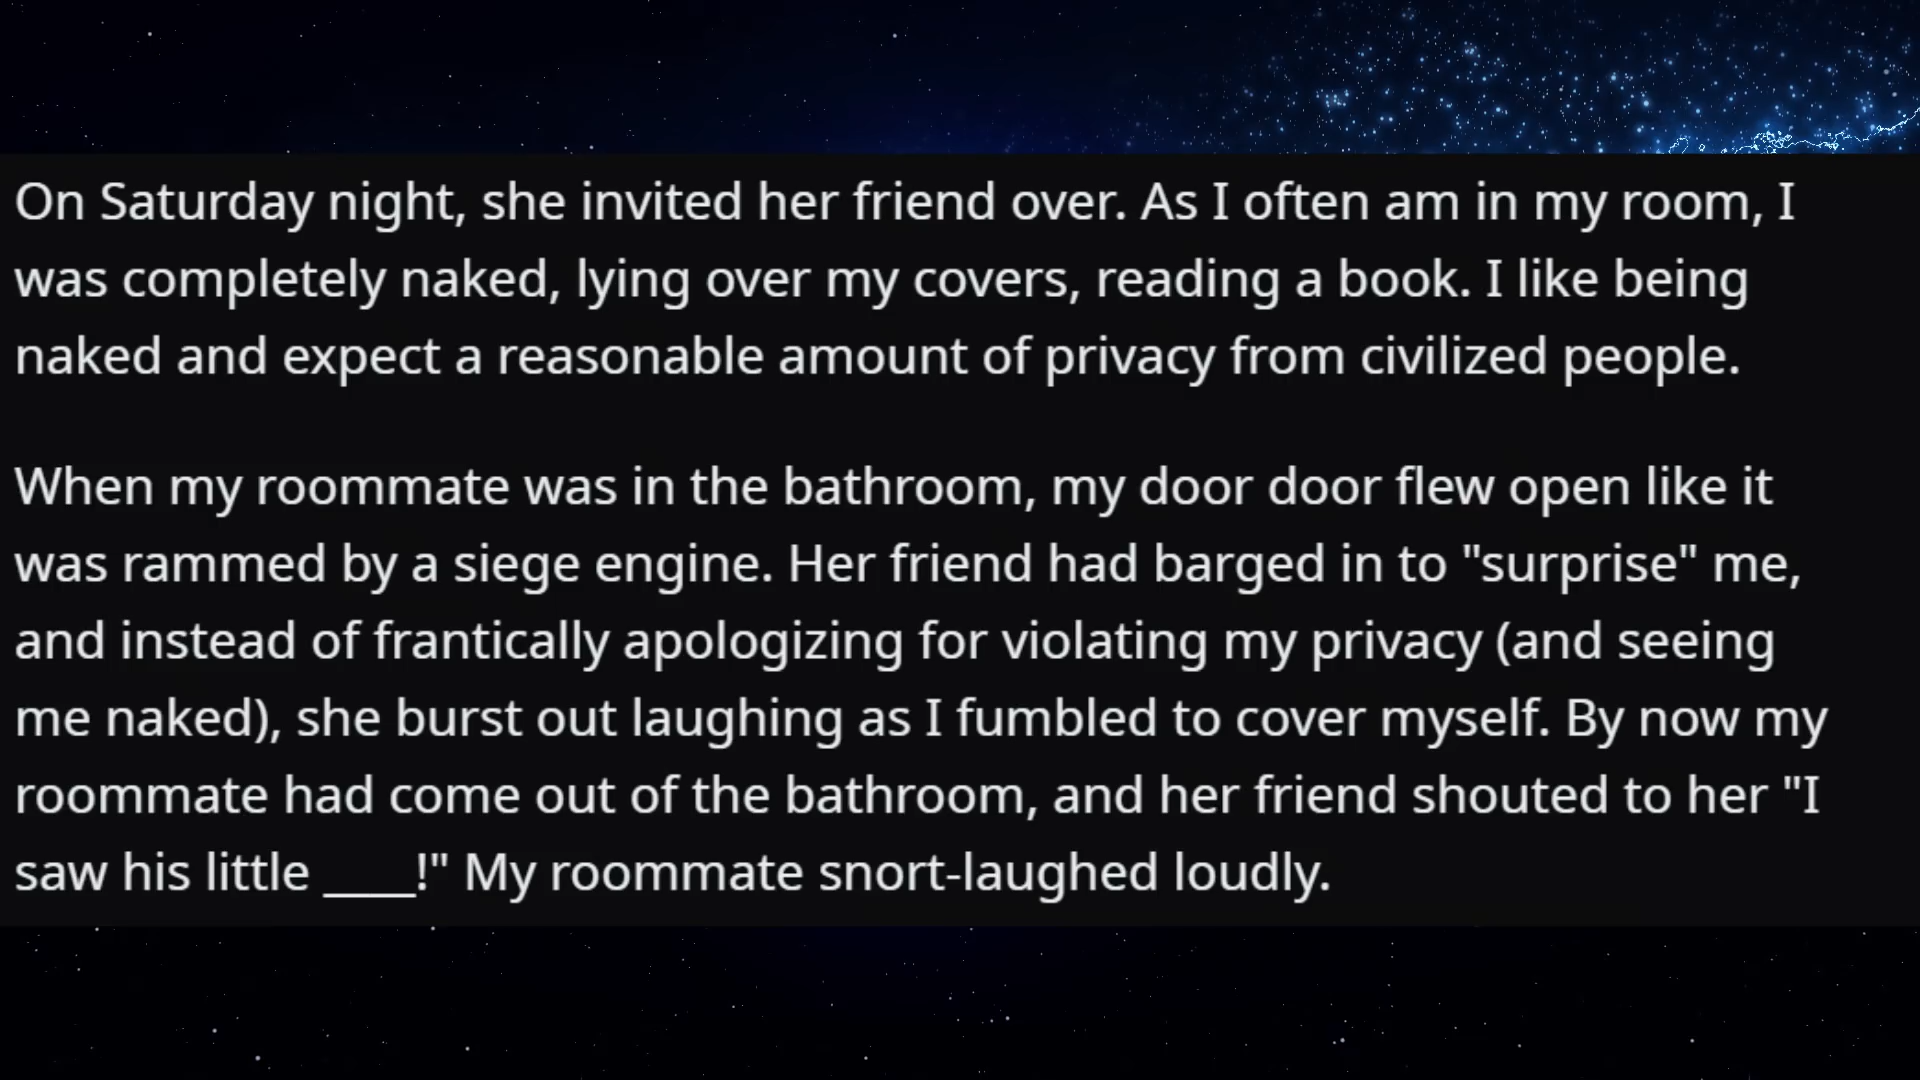 On Saturday night, she invited her friend over. As I often am in my room, I
was completely naked, lying over my covers, reading a book. I like being
naked and expect a reasonable amount of privacy from civilized people.
When my roommate was in the bathroom, my door door flew open like it
was rammed by a siege engine. Her friend had barged in to "surprise" me,
and instead of frantically apologizing for violating my privacy (and seeing
me naked), she burst out laughing as I fumbled to cover myself. By now my
roommate had come out of the bathroom, and her friend shouted to her "I
saw his little ____!" My roommate snort-laughed loudly.